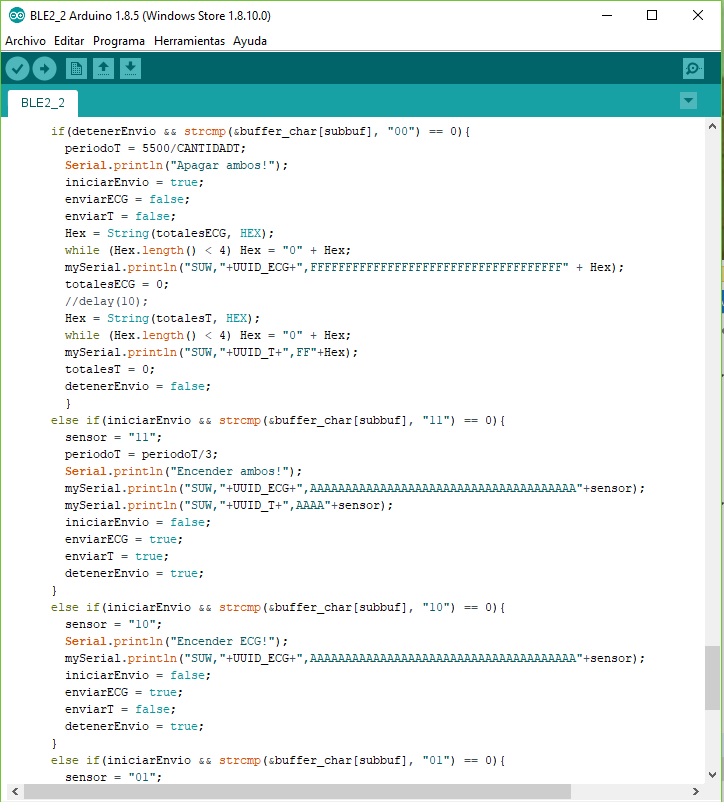 BLE2_2 Arduino 1.8.5 (Windows Store 1.8.10.0)
Archivo Editar Programa Herramientas Ayuda
BLE2_2
if(detenerEnvio && strcmp(&buffer_char[subbuf], "00") == 0){
periodoT = 5500/CANTIDADT;
Serial.println("Apagar ambos!");
iniciarEnvio = true;
enviarECG = false;
enviarT = false;
Hex = String(totalesECG, HEX);
while (Hex.length() < 4) Hex = "0" + Hex;
mySerial.println("SUW,"+UUID_ECG+",FFFFFFFFFFFFFFFFFFFFFFFFFFFFFFFFFFFF" + Hex);
totalesECG = 0;
//delay(10);
Hex = String(totalesT, HEX);
while (Hex.length() < 4) Hex = "0" + Hex;
mySerial.println("SUW,"+UUID_T+",FF"+Hex);
totalesT = 0;
detenerEnvio = false;
}
else if(iniciarEnvio && strcmp(&buffer_char[subbuf], "11") == 0){
sensor = "11";
periodoT = periodoT/3;
Serial.println("Encender ambos!");
mySerial.println("SUW,"+UUID_ECG+",AAAAAAAAAAAAAAAAAAAAAAAAAAAAAAAAAAAAAA"+sensor);
mySerial.println("SUW,"+UUID_T+",AAAA"+sensor);
iniciarEnvio = false;
enviarECG = true;
enviarT = true;
detenerEnvio = true;
}
else if(iniciarEnvio && strcmp(&buffer_char[subbuf], "10") == 0){
sensor = "10";
Serial.println("Encender ECG!");
mySerial.println("SUW,"+UUID_ECG+",AAAAAAAAAAAAAAAAAAAAAAAAAAAAAAAAAAAAAA"+sensor);
iniciarEnvio = false;
enviarECG = true;
enviarT = false;
detenerEnvio = true;
}
else if(iniciarEnvio && strcmp(&buffer_char[subbuf], "01") == 0){
sensor = "01";